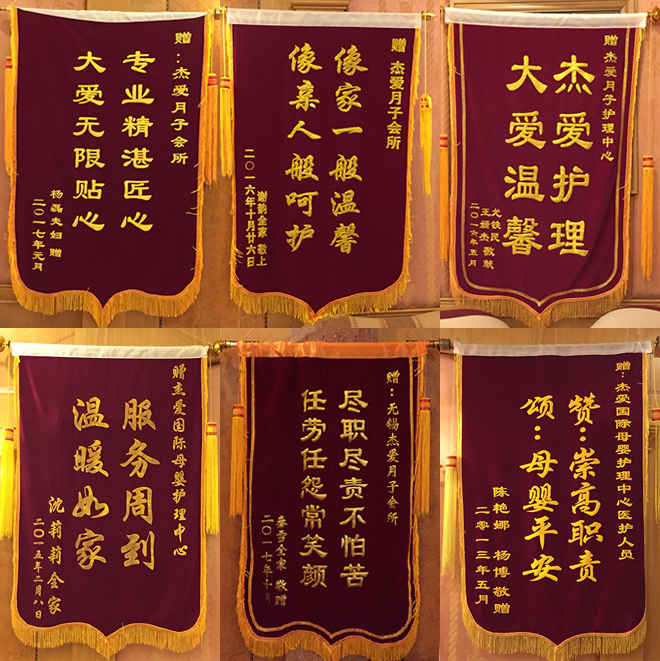 赠：杰爱月子会所
专业精湛匠心
大爱无限贴心
杨磊夫妇 赠
二〇一七年元月
赠 杰爱月子会所
像家一般温馨
像亲人般呵护
谢韵全家 敬上
二〇一六年十月廿六日
赠 杰爱月子护理中心
杰爱护理
大爱温馨
尤铁民
王姗杰 敬献
二〇一六年五月
赠杰爱国际母婴护理中心
服务周到
温暖如家
沈莉莉全家
二〇一五年二月八日
赠：无锡杰爱月子会所
尽职尽责不怕苦
任劳任怨常笑颜
秦雪全家 敬赠
二〇一七年十月
赠：杰爱国际母婴护理中心医护人员
赞：崇高职责
颂：母婴平安
陈艳娜 杨博 敬赠
二零一三年五月